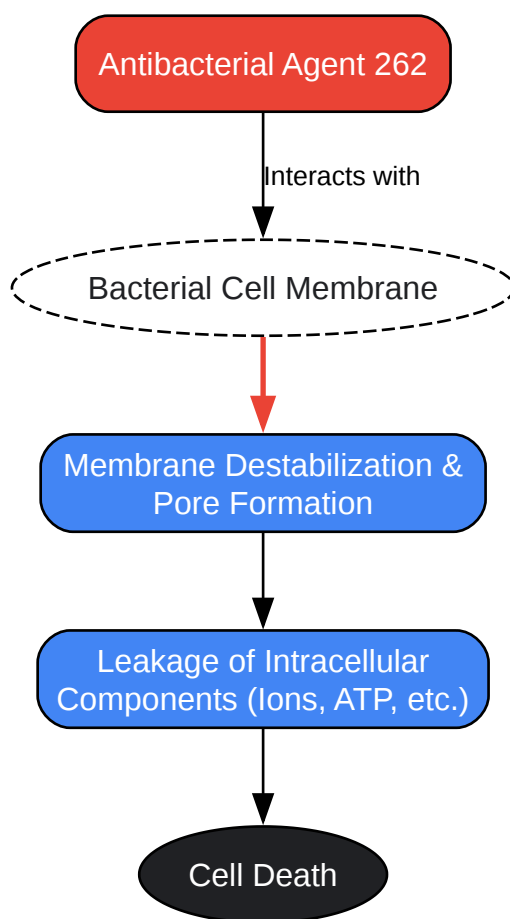 Antibacterial Agent 262
Interacts with
Bacterial Cell Membrane
Membrane Destabilization &
Pore Formation
Leakage of Intracellular
Components (Ions, ATP, etc.)
Cell Death